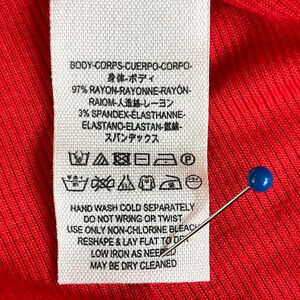 BODY-CORPS-CUERPO-CORPO-
身体-ボディ
97% RAYON-RAYONNE-RAYÓN-
RAIOM-人造絲-レーヨン
3% SPANDEX-ÉLASTHANNE-
ELASTANO-ELASTAN-氨絲-
スパンデックス
HAND WASH COLD SEPARATELY
DO NOT WRING OR TWIST
USE ONLY NON-CHLORINE BLEACH
RESHAPE & LAY FLAT TO DRY
LOW IRON AS NEEDED
MAY BE DRY CLEANED